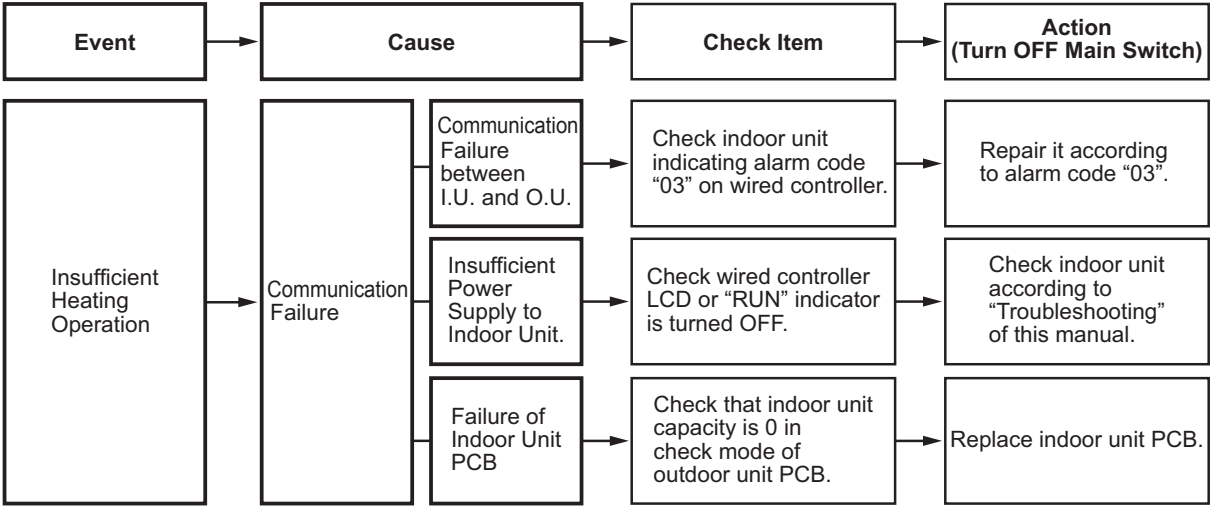 Event
Cause
Check Item
Action
(Turn OFF Main Switch)
Insufficient
Heating
Operation
Communication
Failure
Communication
Failure
between
I.U. and O.U.
Check indoor unit
indicating alarm code
“03” on wired controller.
Repair it according
to alarm code “03”.
Insufficient
Power
Supply to
Indoor Unit.
Check wired controller
LCD or “RUN” indicator
is turned OFF.
Check indoor unit
according to
“Troubleshooting”
of this manual.
Failure of
Indoor Unit
PCB
Check that indoor unit
capacity is 0 in
check mode of
outdoor unit PCB.
Replace indoor unit PCB.